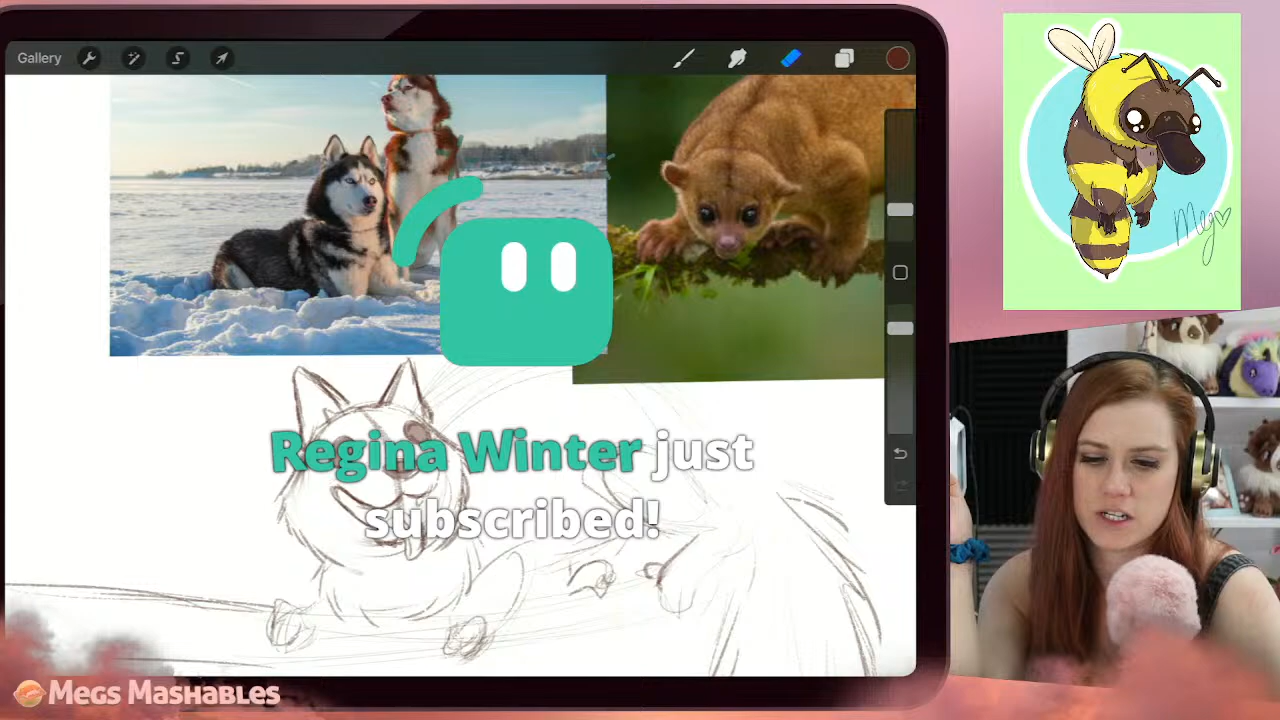 Gallery
Regina Winter just
subscribed!
Meg
MEGS MASHABLES